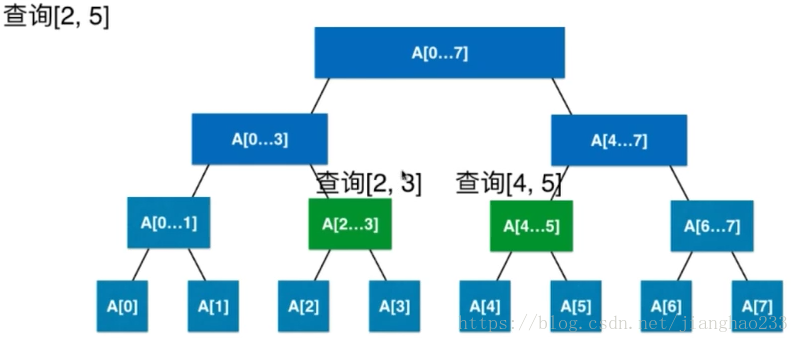 查询[2, 5]
A[0...7]
A[0...3]
A[4...7]
查询[2, 3]
查询[4, 5]
A[0...1]
A[2...3]
A[4...5]
A[6...7]
A[0]
A[1]
A[2]
A[3]
A[4]
A[5]
A[6]
A[7]
https://blog.csdn.net/jianghao233